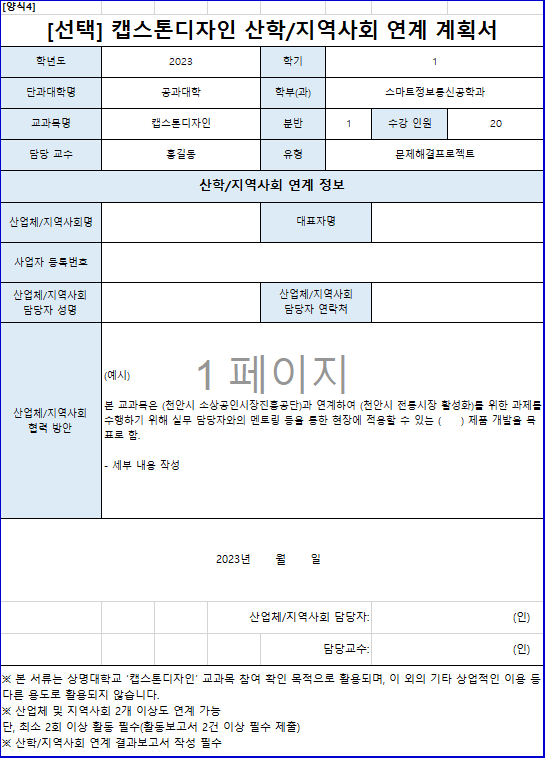 [양식4]
[선택] 캡스톤디자인 산학/지역사회 연계 계획서
학년도 2023 학기 1
단과대학명 공과대학 학부(과) 스마트정보통신공학과
교과목명 캡스톤디자인 분반 1 수강 인원 20
담당 교수 홍길동 유형 문제해결프로젝트
산학/지역사회 연계 정보
산업체/지역사회명 대표자명
사업자 등록번호
산업체/지역사회
담당자 성명
산업체/지역사회
담당자 연락처
산업체/지역사회
협력 방안
1 페이지
(예시)
본 교과목은 (천안시 소상공인시장진흥공단)과 연계하여 (천안시 전통시장 활성화)를 위한 과제를
수행하기 위해 실무 담당자와의 멘토링 등을 통한 현장에 적용할 수 있는 ( ) 제품 개발을 목
표로 함.
- 세부 내용 작성
2023년 월 일
산업체/지역사회 담당자: (인)
담당교수: (인)
※ 본 서류는 상명대학교 '캡스톤디자인' 교과목 참여 확인 목적으로 활용되며, 이 외의 기타 상업적인 이용 등
다른 용도로 활용되지 않습니다.
※ 산업체 및 지역사회 2개 이상도 연계 가능
단, 최소 2회 이상 활동 필수(활동보고서 2건 이상 필수 제출)
※ 산학/지역사회 연계 결과보고서 작성 필수